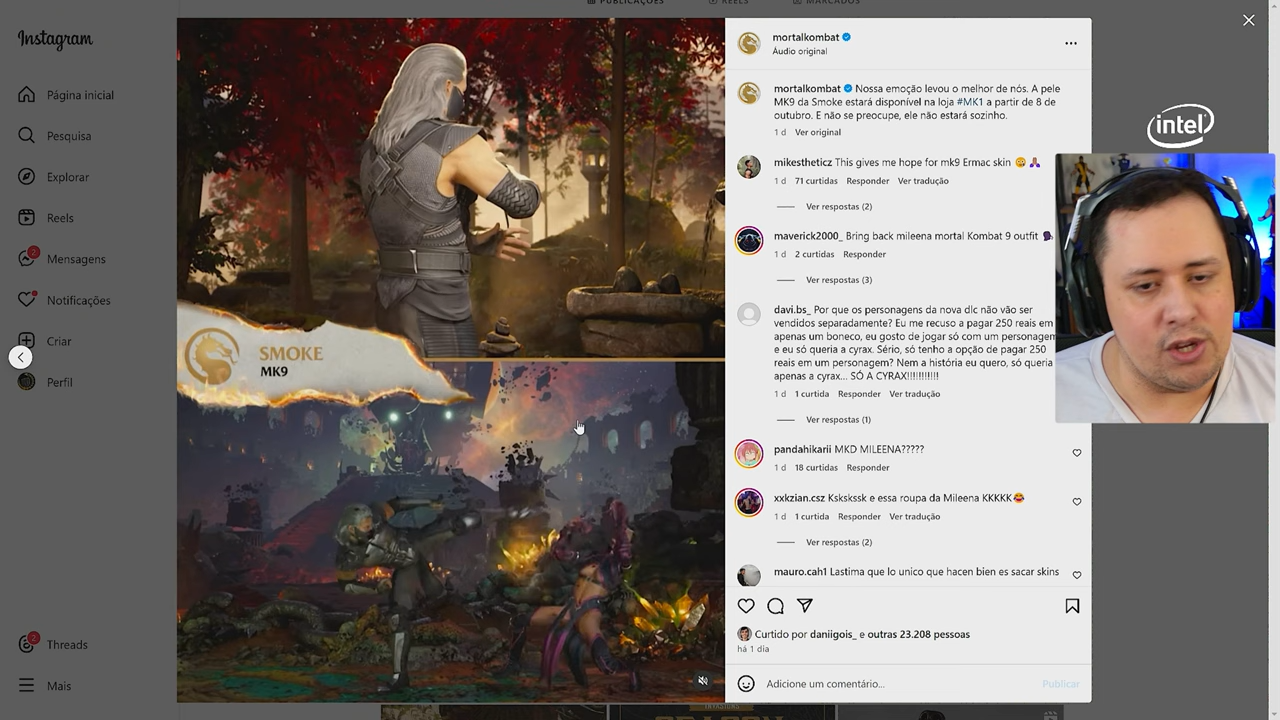 PUBLICAÇÕES
REELS
MARCADOS
Instagram
Página inicial
Pesquisa
Explorar
Reels
2
Mensagens
Notificações
Criar
Perfil
2
Threads
Mais
SMOKE
MK9
mortalkombat
Áudio original
mortalkombat Nossa emoção levou o melhor de nós. A pele
MK9 da Smoke estará disponível na loja #MK1 a partir de 8 de
outubro. E não se preocupe, ele não estará sozinho.
1 d Ver original
mikestheticz This gives me hope for mk9 Ermac skin
1 d 71 curtidas Responder Ver tradução
Ver respostas (2)
maverick2000_ Bring back mileena mortal Kombat 9 outfit
1 d 2 curtidas Responder
Ver respostas (3)
davi.bs_ Por que os personagens da nova dlc não vão ser
vendidos separadamente? Eu me recuso a pagar 250 reais em
apenas um boneco, eu gosto de jogar só com um personagem
e eu só queria a cyrax. Sério, só tenho a opção de pagar 250
reais em um personagem? Nem a história eu quero, só queria
apenas a cyrax... SÓ A CYRAX!!!!!!!!!!!
1 d 1 curtida Responder Ver tradução
Ver respostas (1)
pandahikarii MKD MILEENA?????
1 d 18 curtidas Responder
xxkzian.csz Ksksks​sk e essa roupa da Mileena KKKKK😂
1 d 1 curtida Responder Ver tradução
Ver respostas (2)
mauro.cah1 Lastima que lo unico que hacen bien es sacar skins
Curtido por daniigois_ e outras 23.208 pessoas
há 1 dia
Adicione um comentário...
Publicar
intel